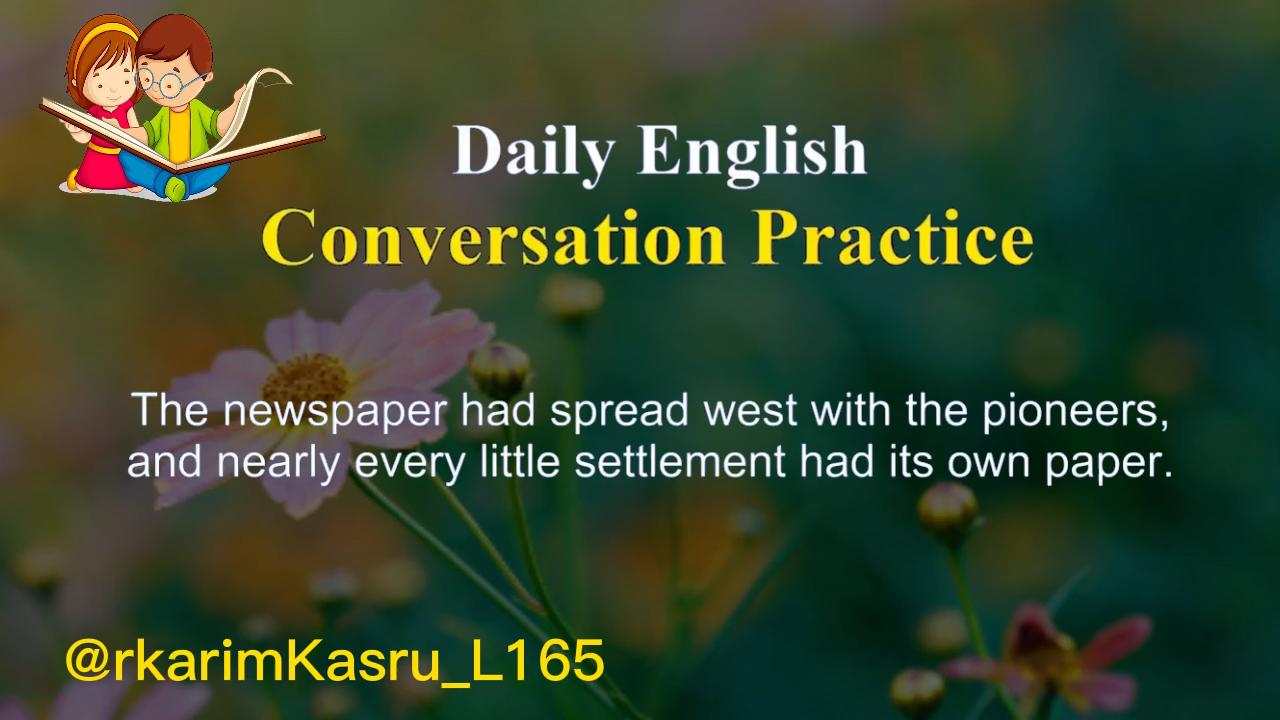 Daily English
Conversation Practice
The newspaper had spread west with the pioneers,
and nearly every little settlement had its own paper.
@rkarimKasru_L165